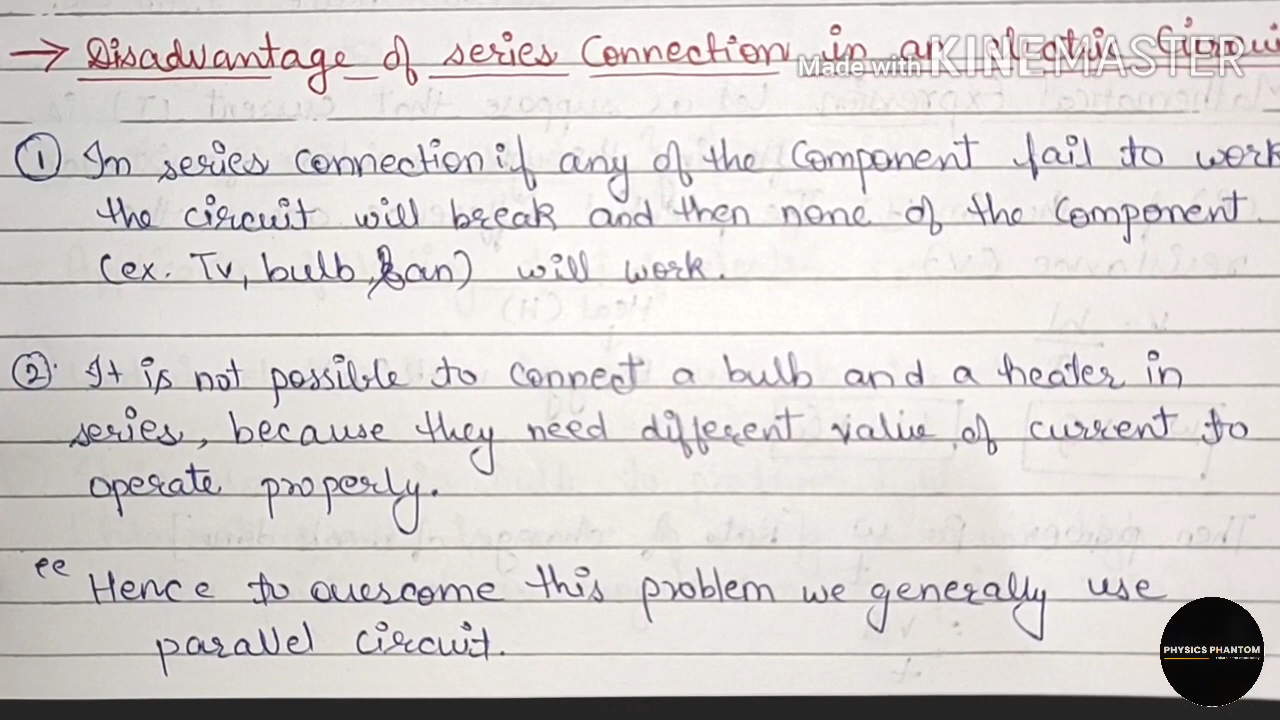 → Disadvantage of series Connection in an
Made with KINEMASTER
① In series connection if any of the Component fail to work
the circuit will break and then none of the Component
(ex. Tv, bulb, fan) will work.
② It is not possible to connect a bulb and a heater in
series, because they need different value of current to
operate properly.
Hence to overcome this problem we generally use
parallel circuit.
PHYSICS PHANTOM